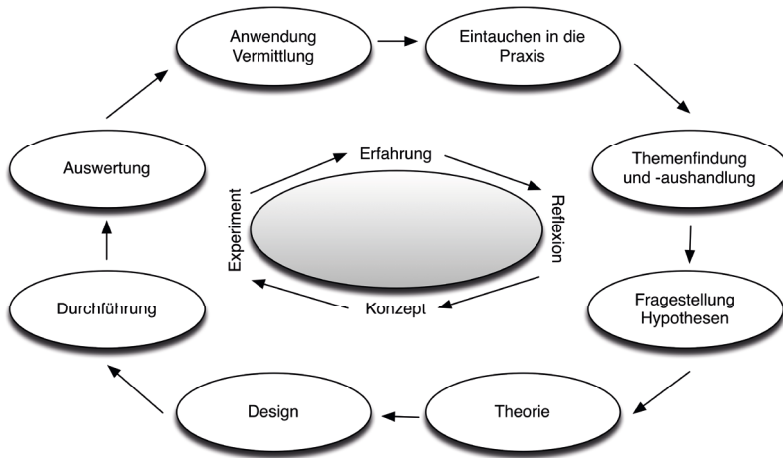 Anwendung
Vermittlung
Eintauchen in die
Praxis
Themenfindung
und -aushandlung
Fragestellung
Hypothesen
Theorie
Design
Durchführung
Auswertung
Erfahrung
Reflexion
Konzept
Experiment